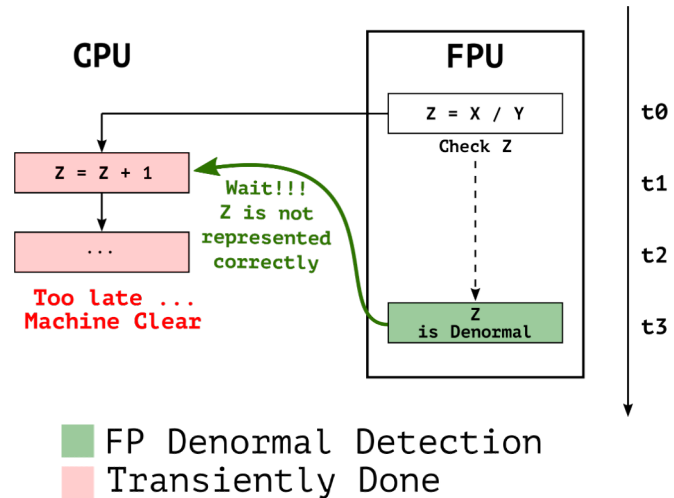 CPU
FPU
Z = X / Y
t0
Check Z
Z = Z + 1
t1
Wait!!!
Z is not
represented
correctly
...
t2
Too late ...
Machine Clear
Z
is Denormal
t3
FP Denormal Detection
Transiently Done